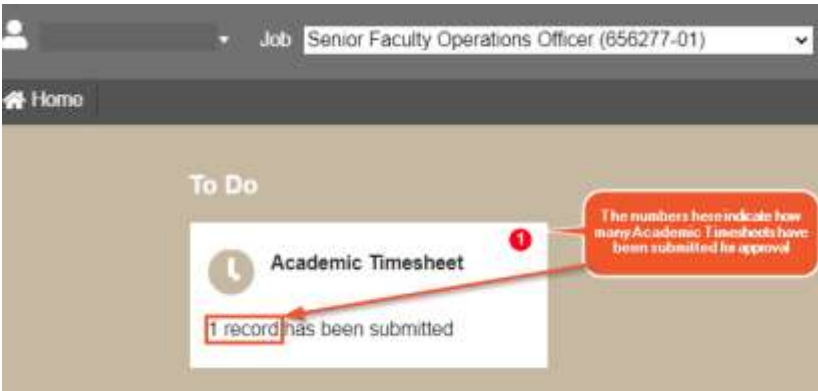 Job Senior Faculty Operations Officer (656277-01)
Home
To Do
1
Academic Timesheet
1 record has been submitted
The numbers here indicate how
many Academic Timesheets have
been submitted for approval